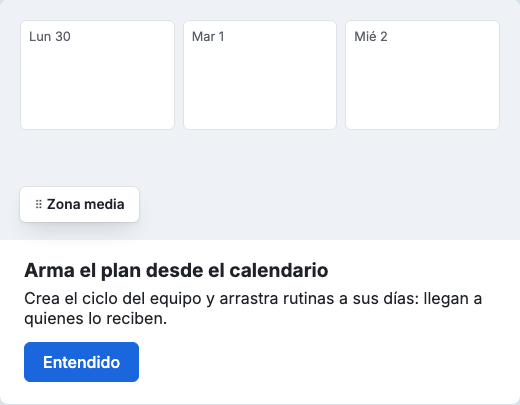 Lun 30
Mar 1
Mié 2
Zona media
Arma el plan desde el calendario
Crea el ciclo del equipo y arrastra rutinas a sus días: llegan a
quienes lo reciben.
Entendido